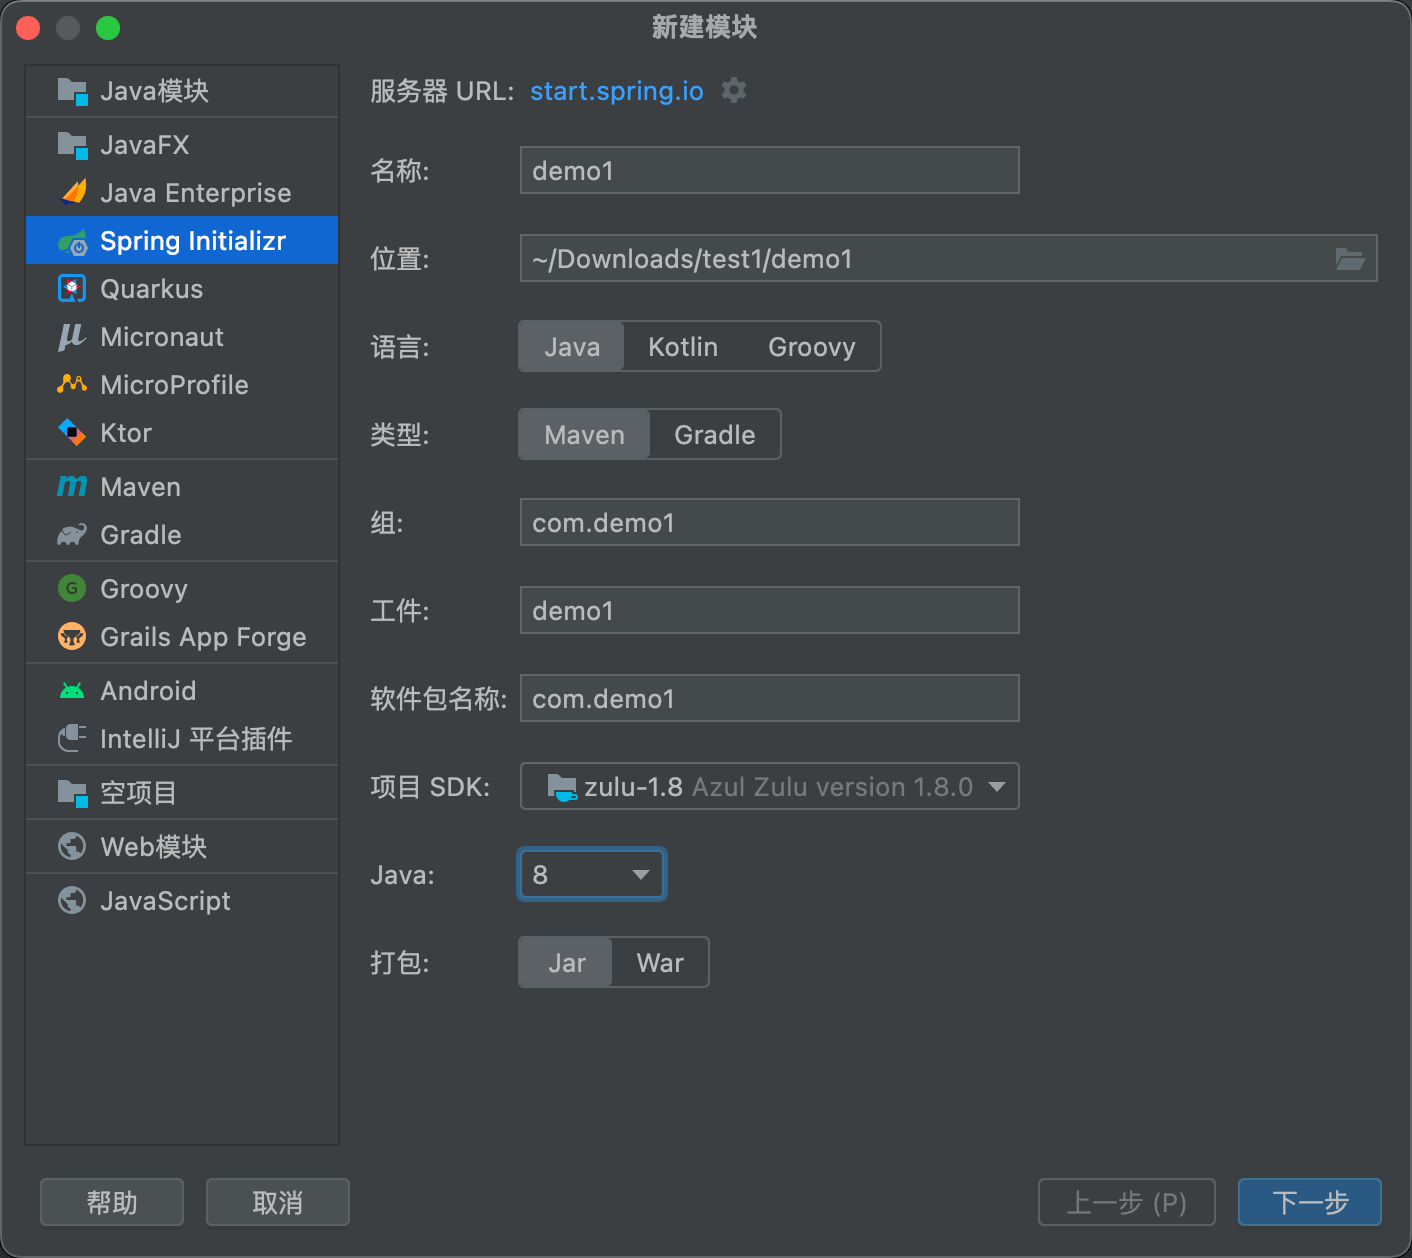 新建模块
Java模块
JavaFX
Java Enterprise
Spring Initializr
Quarkus
Micronaut
MicroProfile
Ktor
Maven
Gradle
Groovy
Grails App Forge
Android
IntelliJ 平台插件
空项目
Web模块
JavaScript
服务器 URL: start.spring.io
名称: demo1
位置: ~/Downloads/test1/demo1
语言: Java Kotlin Groovy
类型: Maven Gradle
组: com.demo1
工件: demo1
软件包名称: com.demo1
项目 SDK: zulu-1.8 Azul Zulu version 1.8.0
Java: 8
打包: Jar War
帮助 取消 上一步 (P) 下一步